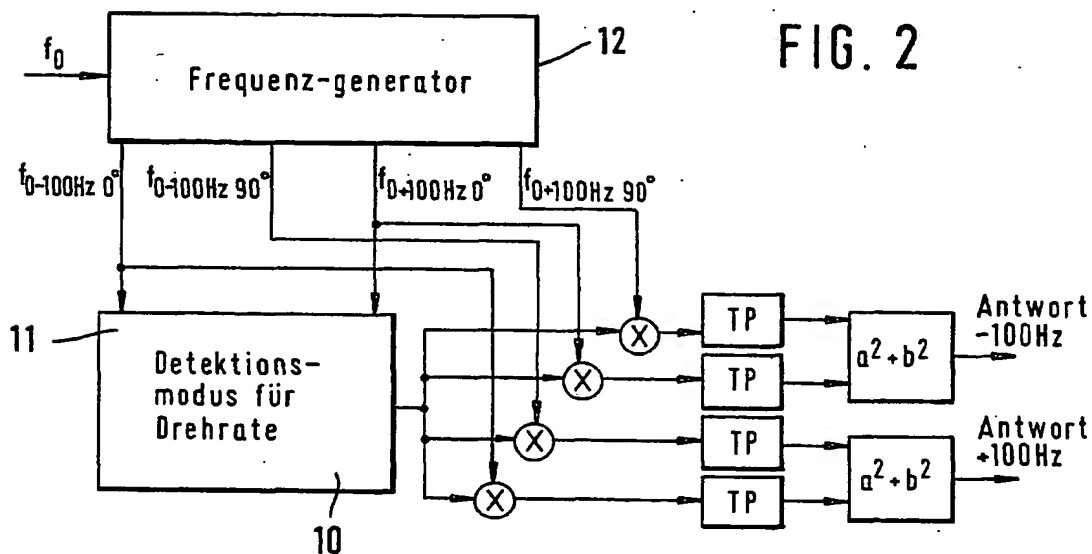 FIG. 2
12
f0
Frequenz-generator
f0-100Hz 0°
f0-100Hz 90°
f0+100Hz 0°
f0+100Hz 90°
11
Detektions-
modus für
Drehrate
10
X
X
X
X
TP
TP
TP
TP
a²+b²
a²+b²
Antwort
-100Hz
Antwort
+100Hz